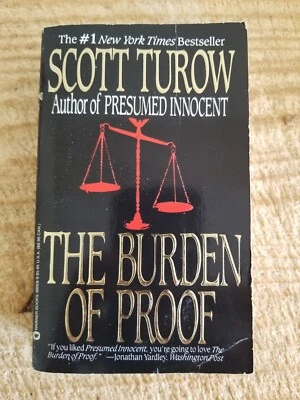 The #1 New York Times Bestseller
SCOTT TUROW
Author of PRESUMED INNOCENT
THE BURDEN
OF PROOF
"If you liked Presumed Innocent, you're going to love The
Burden of Proof." —Jonathan Yardley, Washington Post